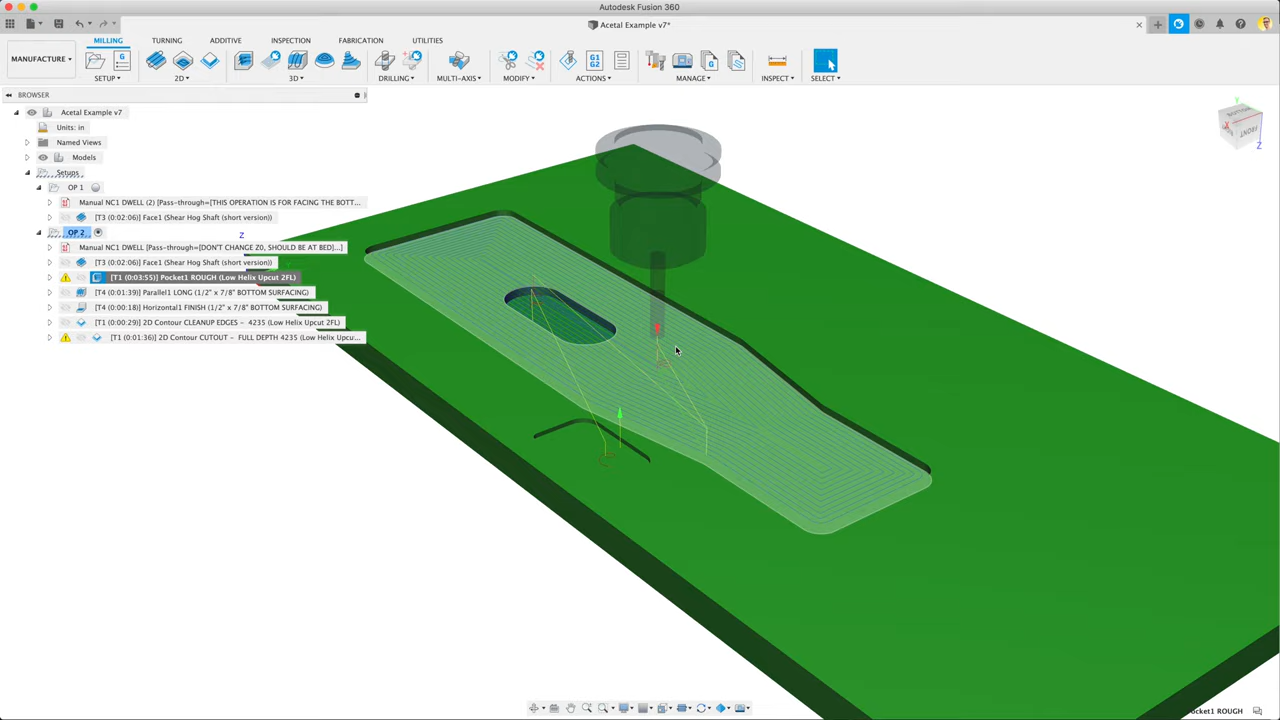 Autodesk Fusion 360
Acetal Example v7*
MILLING TURNING ADDITIVE INSPECTION FABRICATION UTILITIES
MANUFACTURE
SETUP 2D 3D DRILLING MULTI-AXIS MODIFY ACTIONS MANAGE INSPECT SELECT
G
G1
G2
G
BROWSER
Acetal Example v7
Units: in
Named Views
Models
Setups
OP 1
Manual NC1 DWELL (2) [Pass-through=[THIS OPERATION IS FOR FACING THE BOTT...
[T3 (0:02:06)] Face1 (Shear Hog Shaft (short version))
OP 2
Manual NC1 DWELL [Pass-through=[DON'T CHANGE Z0, SHOULD BE AT BED]...]
[T3 (0:02:06)] Face1 (Shear Hog Shaft (short version))
[T1 (0:03:55)] Pocket1 ROUGH (Low Helix Upcut 2FL)
[T4 (0:01:39)] Parallel1 LONG (1/2" x 7/8" BOTTOM SURFACING)
[T4 (0:00:18)] Horizontal1 FINISH (1/2" x 7/8" BOTTOM SURFACING)
[T1 (0:00:29)] 2D Contour CLEANUP EDGES - 4235 (Low Helix Upcut 2FL)
[T1 (0:01:36)] 2D Contour CUTOUT - FULL DEPTH 4235 (Low Helix Upcu...
Z
Y
BOTTOM
X
FRONT
Z
Pocket1 ROUGH